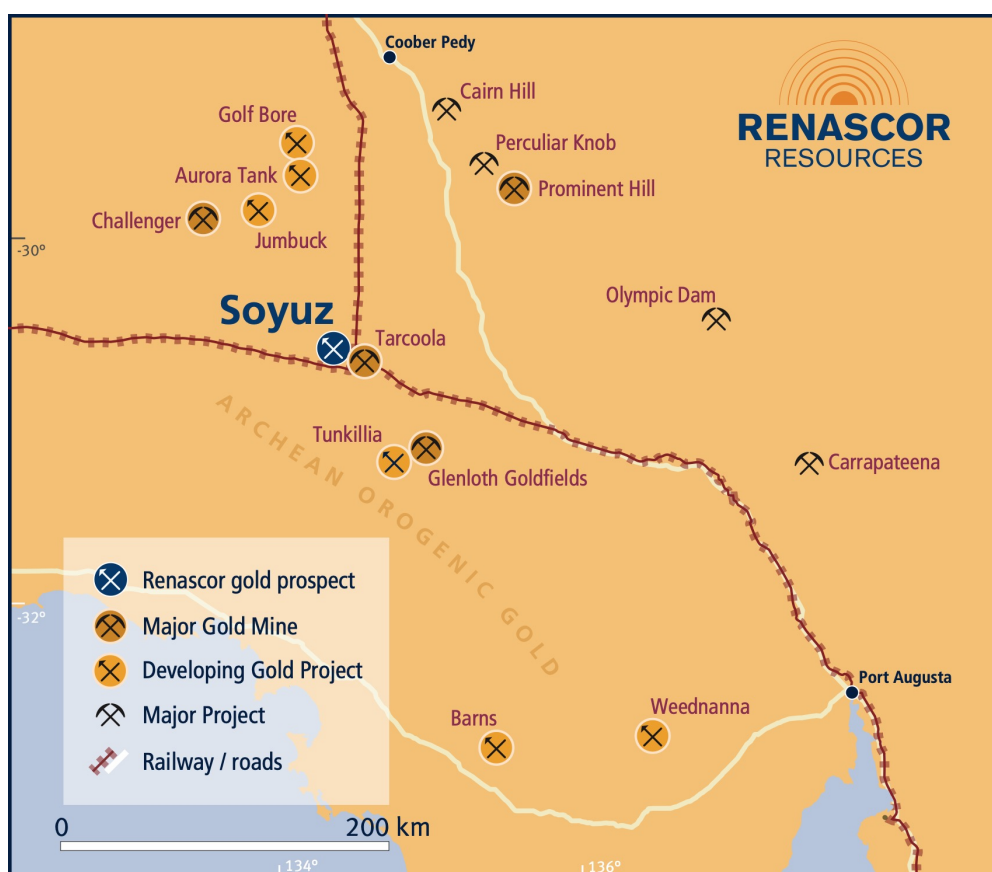 Coober Pedy
Cairn Hill
RENASCOR
RESOURCES
Golf Bore
Perculiar Knob
Aurora Tank
Prominent Hill
Challenger
Jumbuck
-30°
Olympic Dam
Soyuz
Tarcoola
ARCHEAN OROGENIC GOLD
Tunkillia
Glenloth Goldfields
Carrapateena
Renascor gold prospect
-32°
Major Gold Mine
Developing Gold Project
Major Project
Railway / roads
Port Augusta
Weednanna
Barns
0 200 km
134° 136°